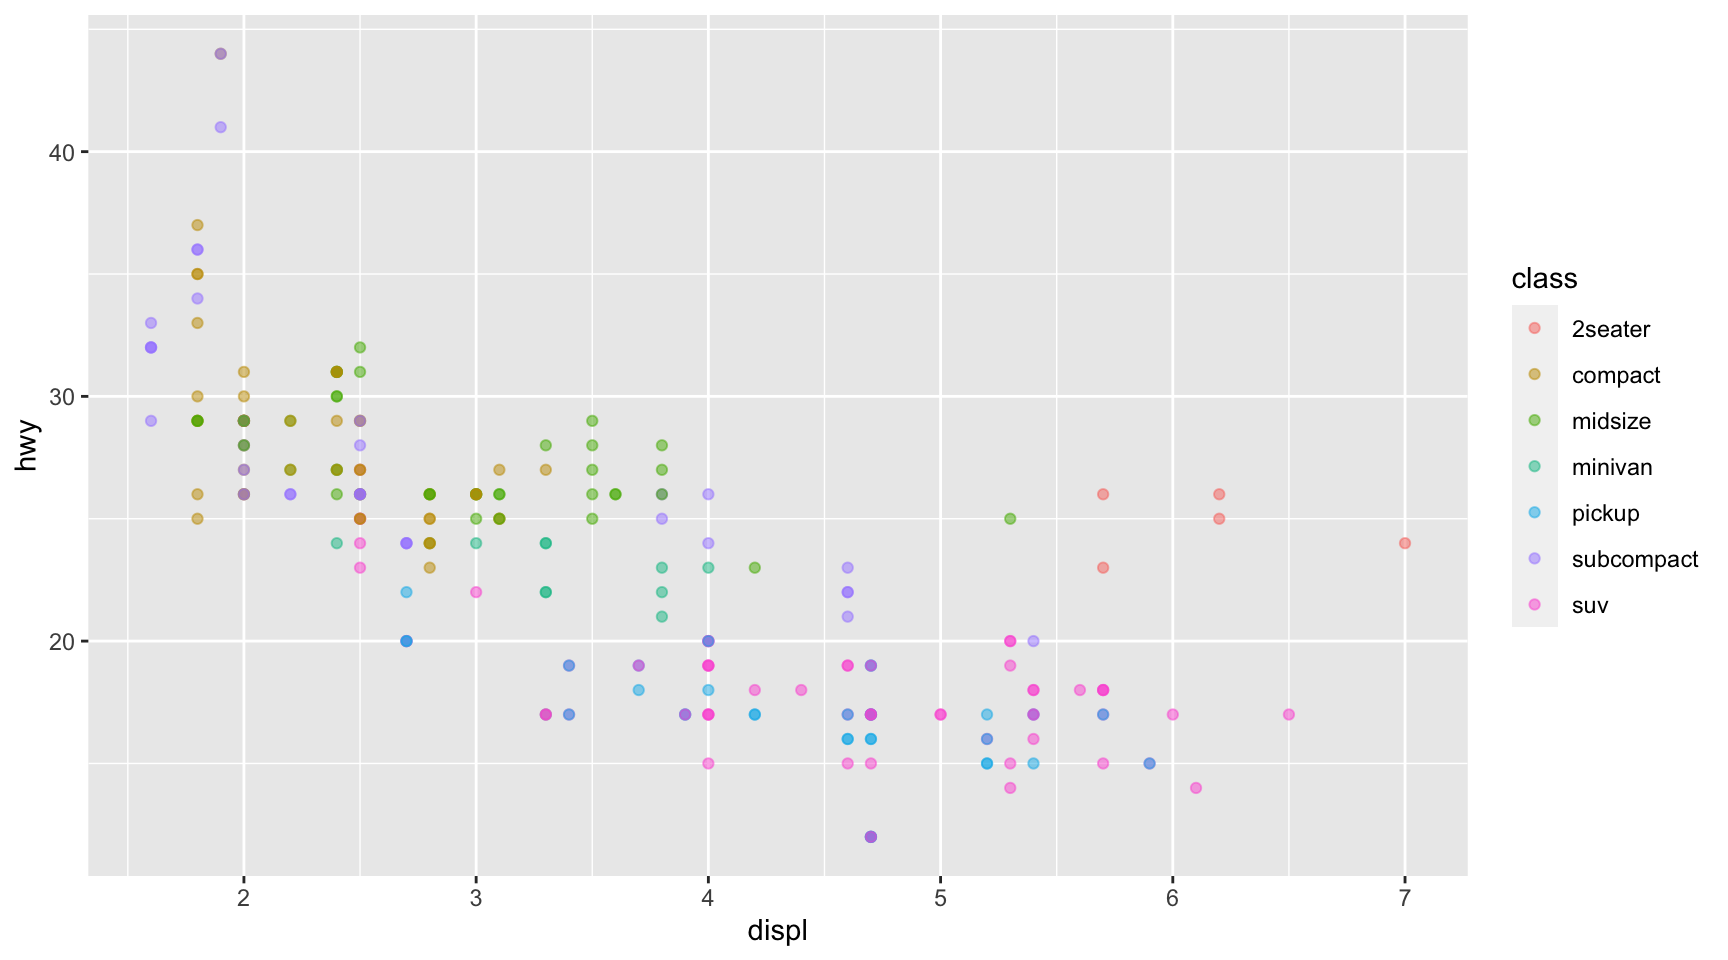 hwy
40
30
20
2 3 4 5 6 7
displ
class
2seater
compact
midsize
minivan
pickup
subcompact
suv